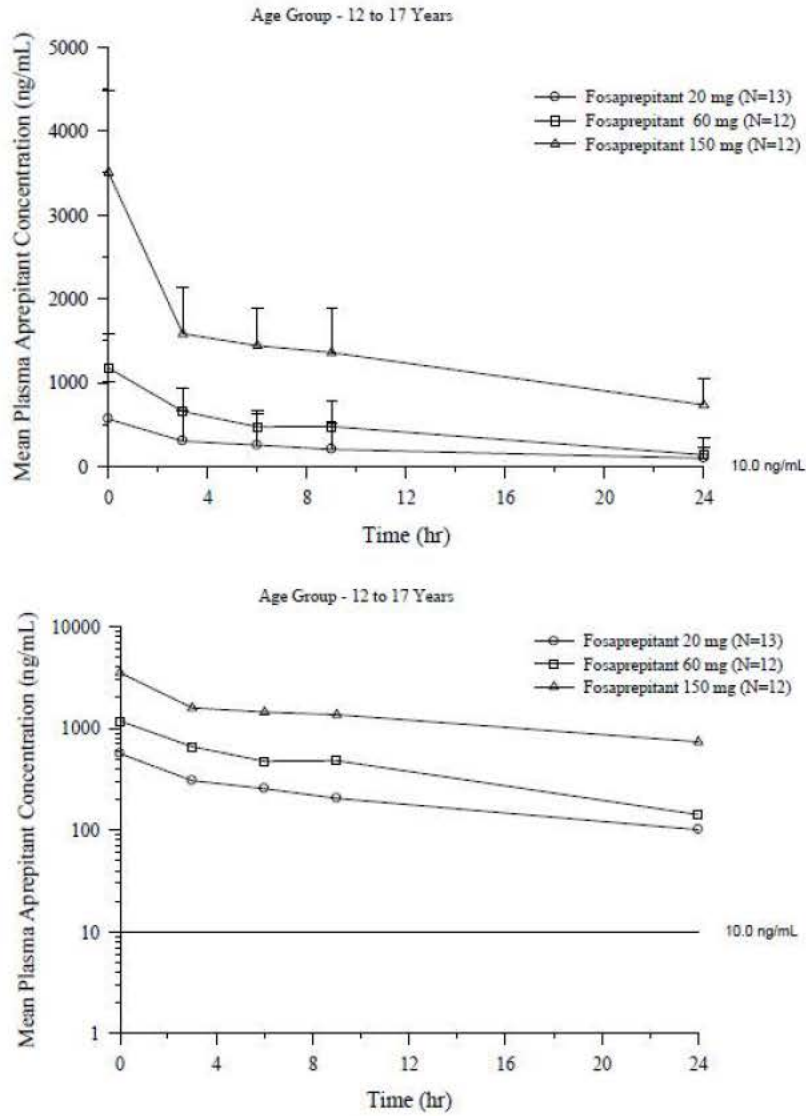 Age Group - 12 to 17 Years
Mean Plasma Aprepitant Concentration (ng/mL)
5000
4000
3000
2000
1000
0
Fosaprepitant 20 mg (N=13)
Fosaprepitant 60 mg (N=12)
Fosaprepitant 150 mg (N=12)
10.0 ng/mL
0 4 8 12 16 20 24
Time (hr)
Age Group - 12 to 17 Years
Mean Plasma Aprepitant Concentration (ng/mL)
10000
1000
100
10
1
Fosaprepitant 20 mg (N=13)
Fosaprepitant 60 mg (N=12)
Fosaprepitant 150 mg (N=12)
10.0 ng/mL
0 4 8 12 16 20 24
Time (hr)